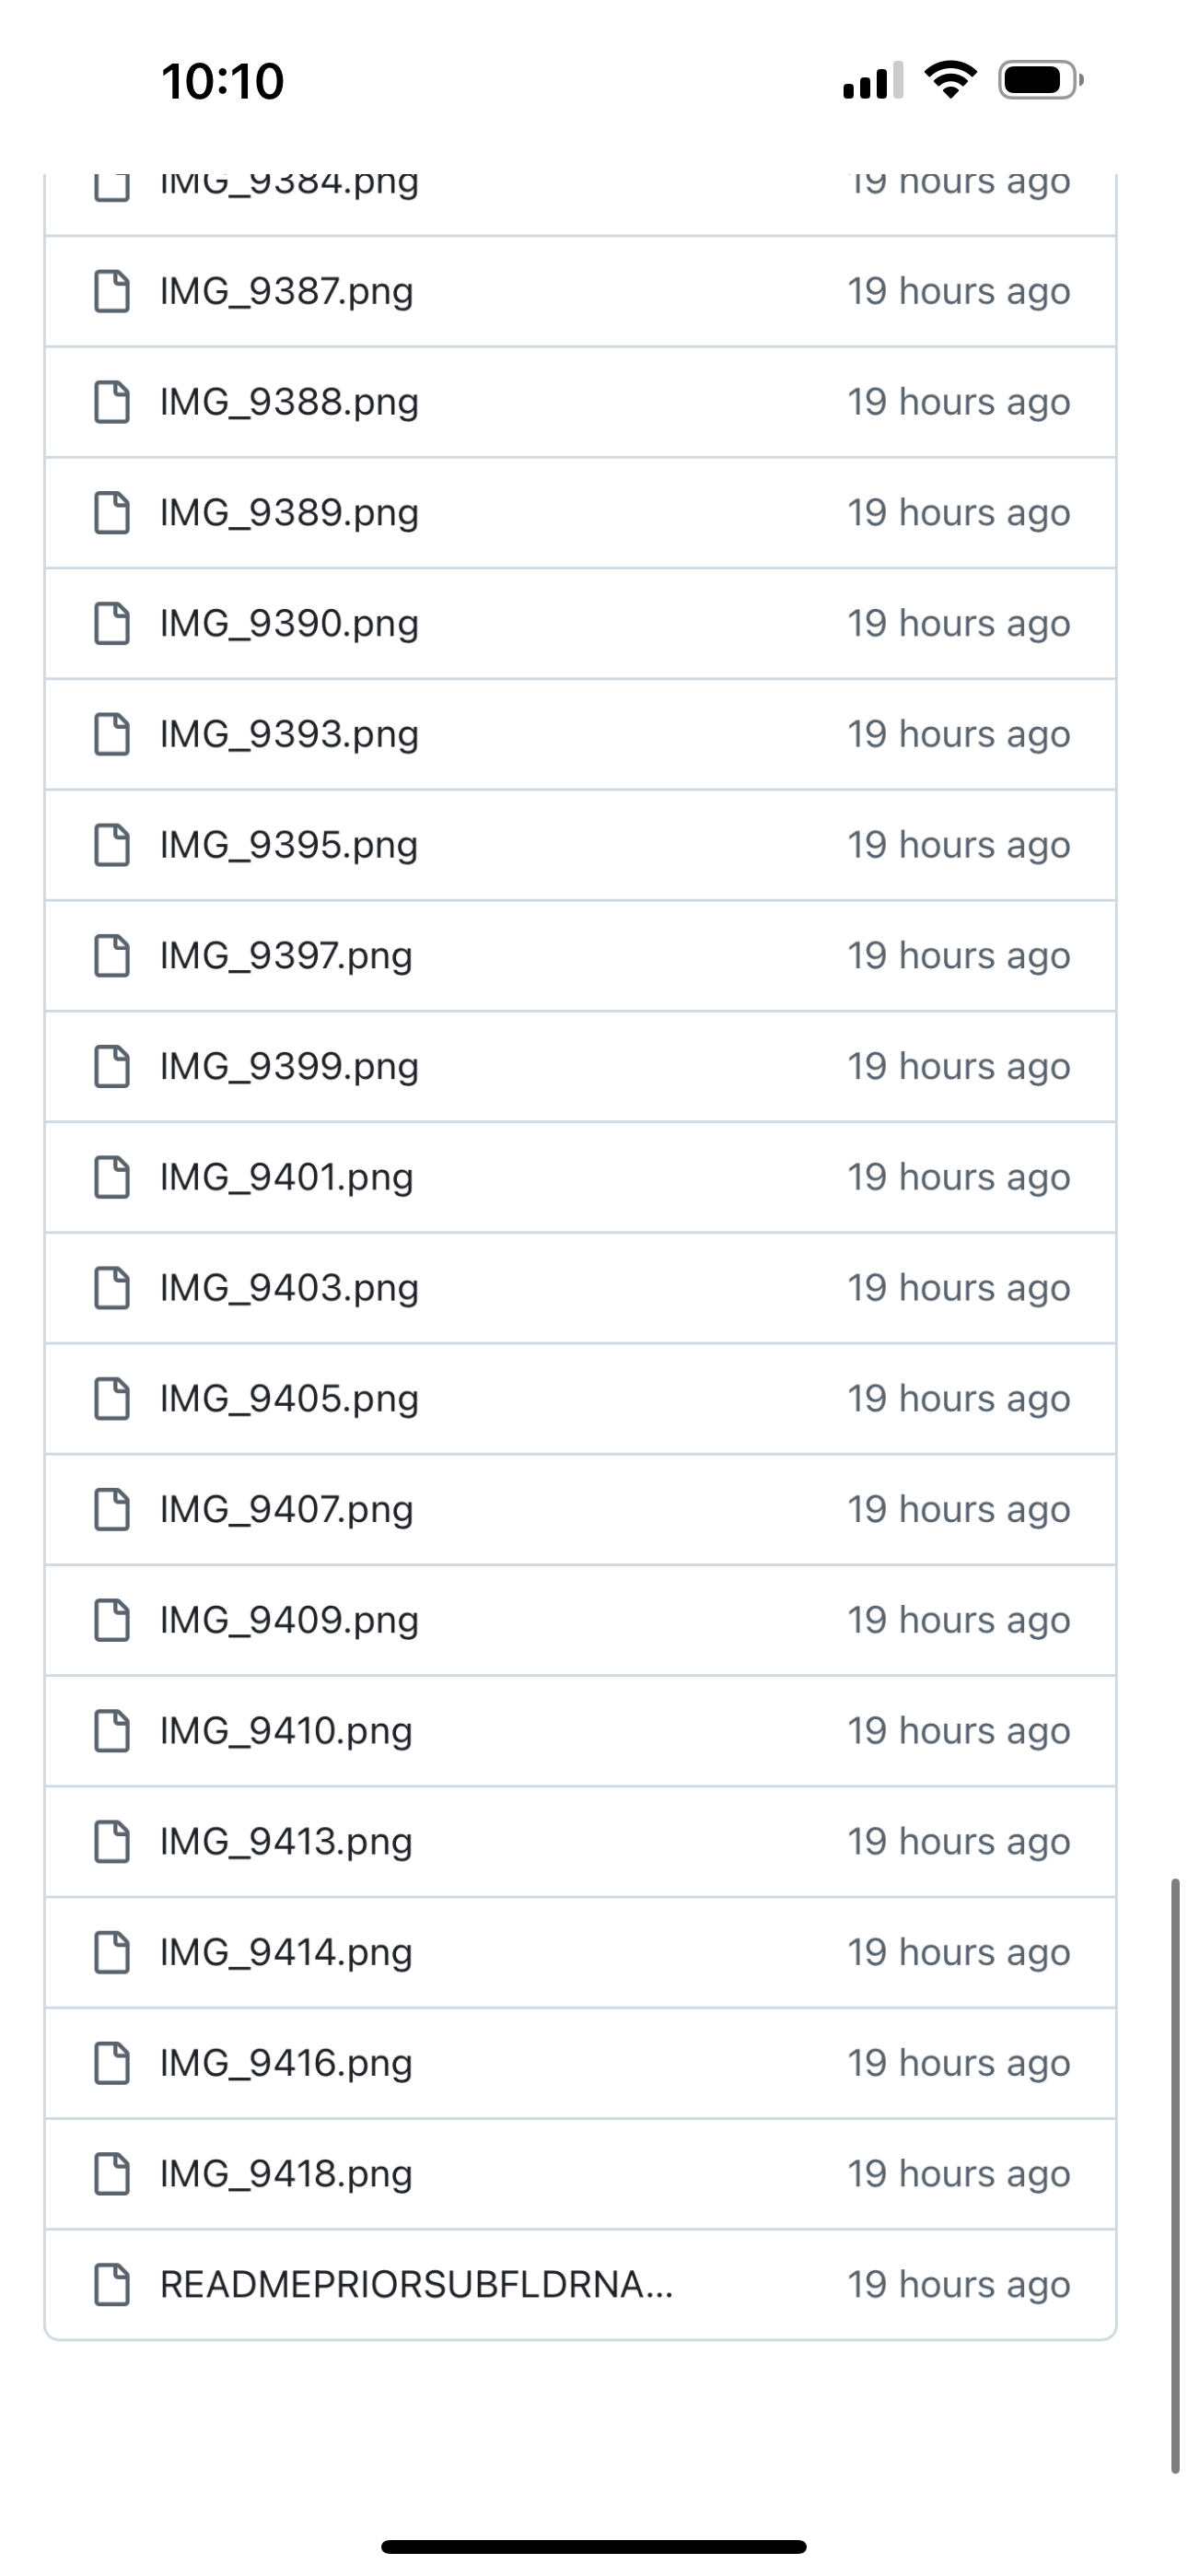 10:10
IMG_9384.png 19 hours ago
IMG_9387.png 19 hours ago
IMG_9388.png 19 hours ago
IMG_9389.png 19 hours ago
IMG_9390.png 19 hours ago
IMG_9393.png 19 hours ago
IMG_9395.png 19 hours ago
IMG_9397.png 19 hours ago
IMG_9399.png 19 hours ago
IMG_9401.png 19 hours ago
IMG_9403.png 19 hours ago
IMG_9405.png 19 hours ago
IMG_9407.png 19 hours ago
IMG_9409.png 19 hours ago
IMG_9410.png 19 hours ago
IMG_9413.png 19 hours ago
IMG_9414.png 19 hours ago
IMG_9416.png 19 hours ago
IMG_9418.png 19 hours ago
READMEPRIORSUBFLDRNA... 19 hours ago